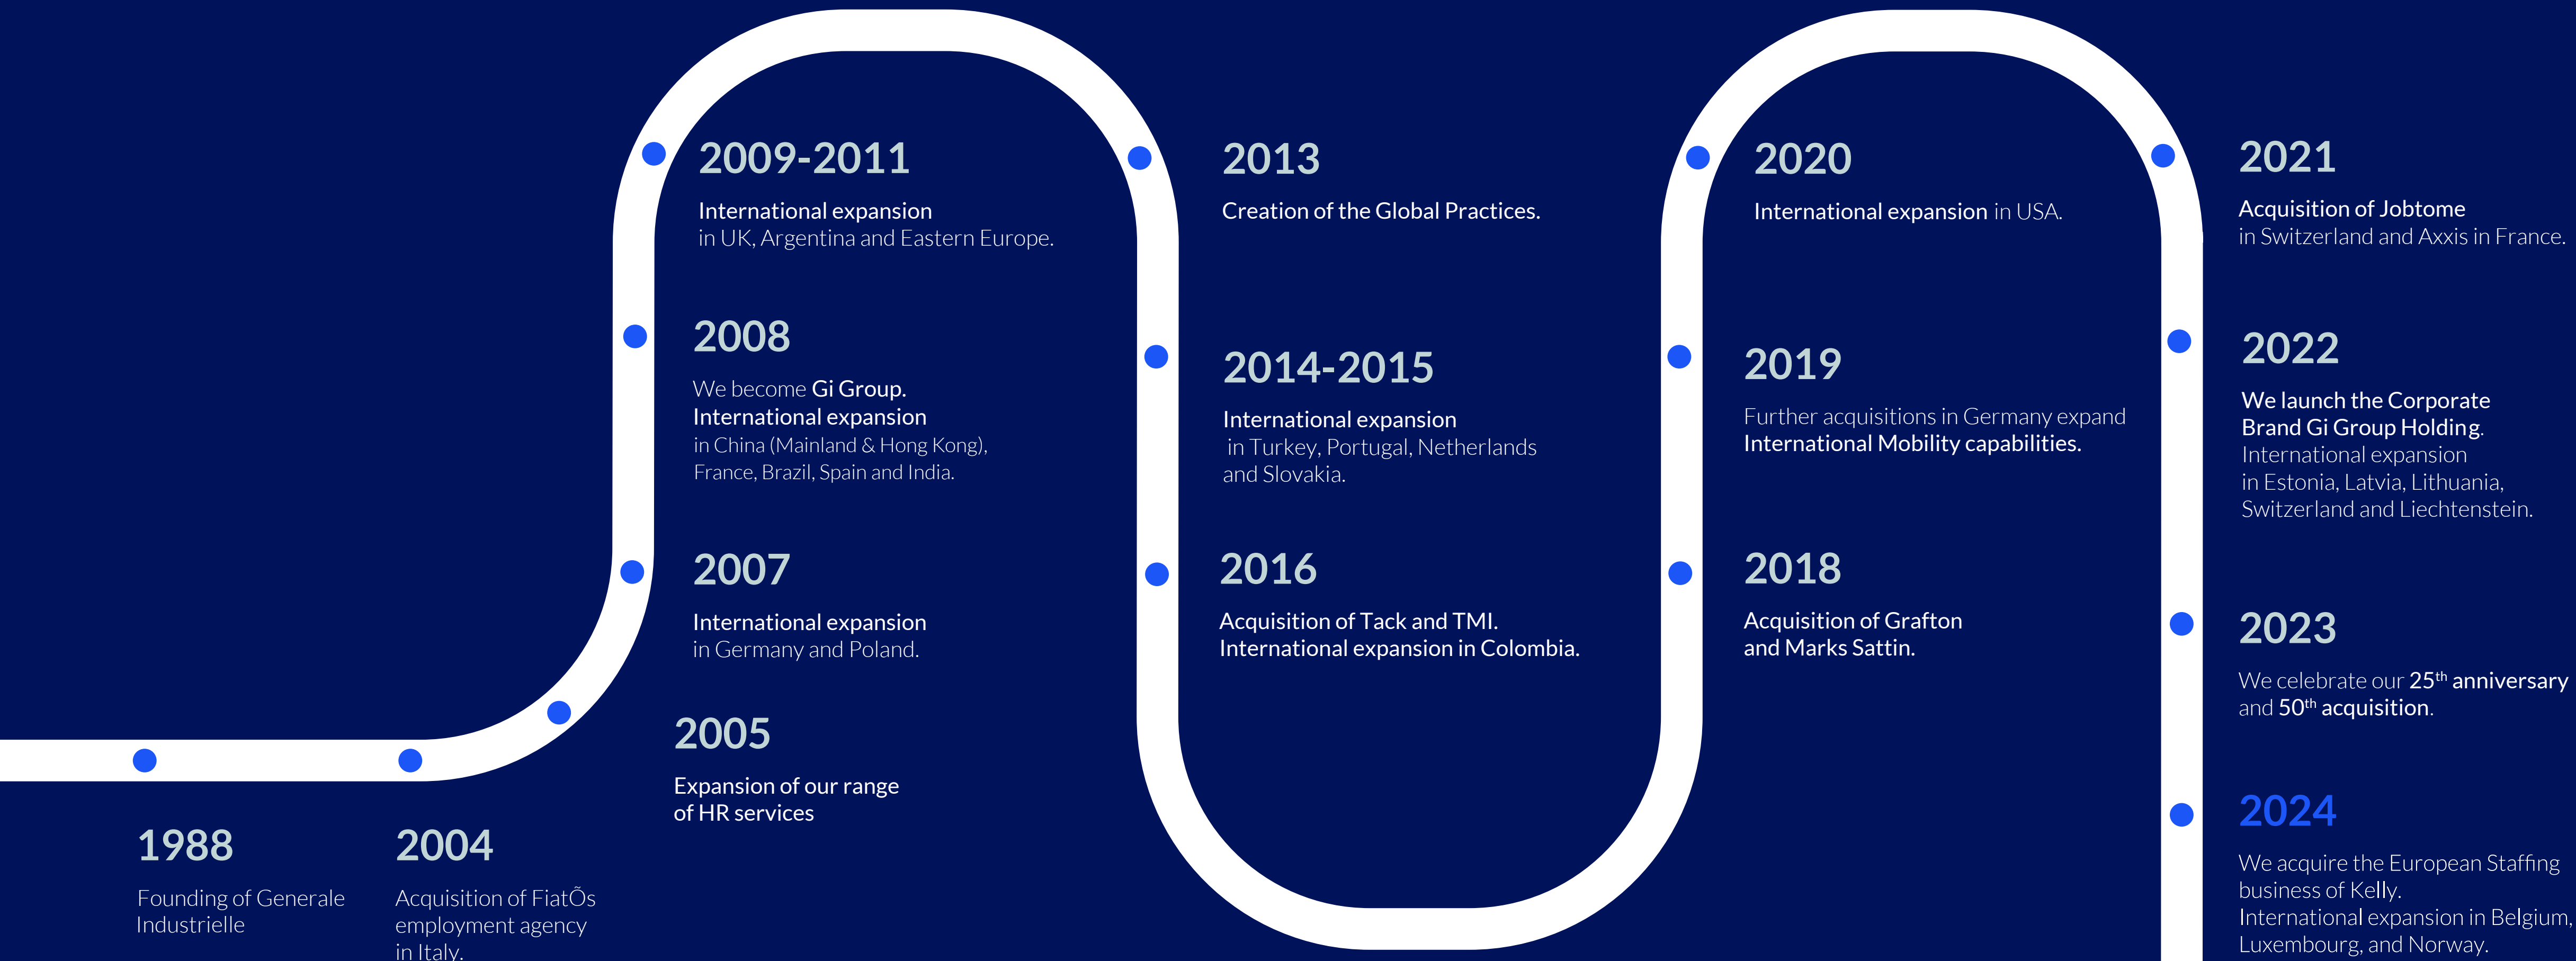 1988
Founding of Generale
Industrielle
2004
Acquisition of FiatÕs
employment agency
in Italy.
2005
Expansion of our range
of HR services
2007
International expansion
in Germany and Poland.
2008
We become Gi Group.
International expansion
in China (Mainland & Hong Kong),
France, Brazil, Spain and India.
2009-2011
International expansion
in UK, Argentina and Eastern Europe.
2013
Creation of the Global Practices.
2014-2015
International expansion
in Turkey, Portugal, Netherlands
and Slovakia.
2016
Acquisition of Tack and TMI.
International expansion in Colombia.
2018
Acquisition of Grafton
and Marks Sattin.
2019
Further acquisitions in Germany expand
International Mobility capabilities.
2020
International expansion in USA.
2021
Acquisition of Jobtome
in Switzerland and Axxis in France.
2022
We launch the Corporate
Brand Gi Group Holding.
International expansion
in Estonia, Latvia, Lithuania,
Switzerland and Liechtenstein.
2023
We celebrate our 25th anniversary
and 50th acquisition.
2024
We acquire the European Staffing
business of Kelly.
International expansion in Belgium,
Luxembourg, and Norway.